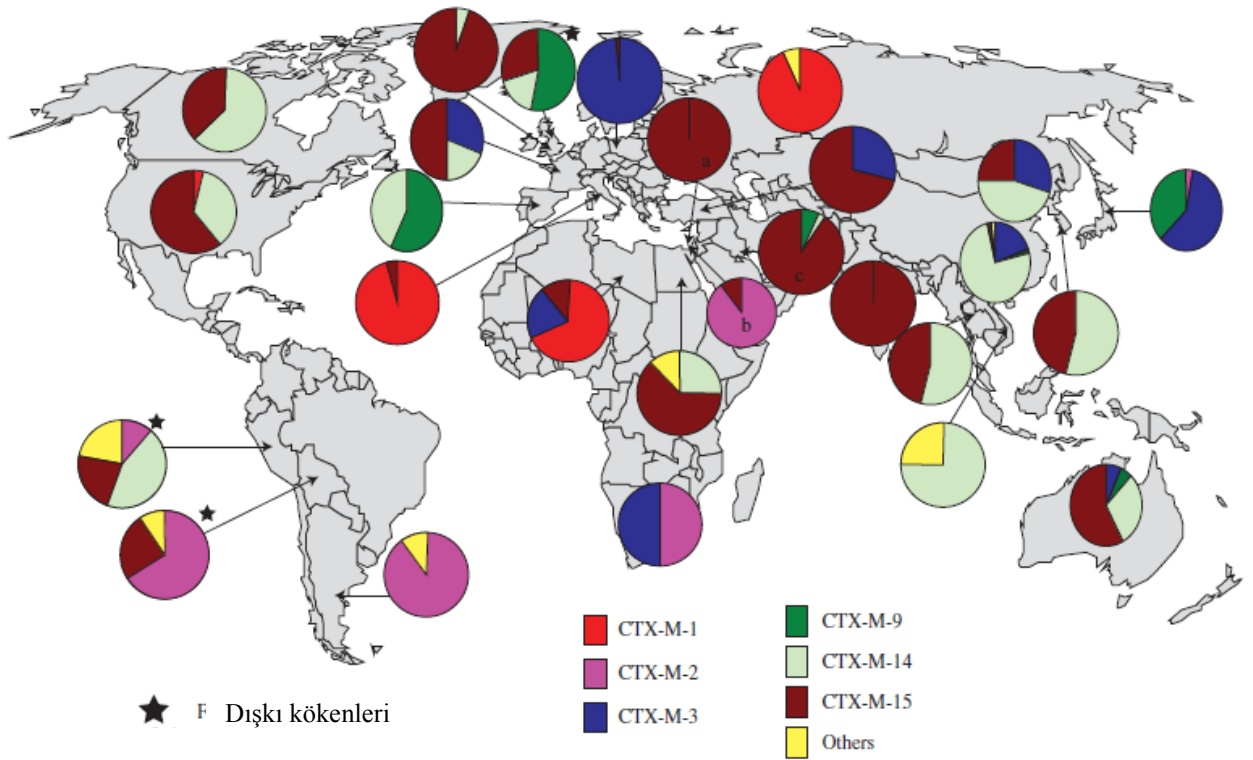 a
c
b
CTX-M-1
CTX-M-2
CTX-M-3
CTX-M-9
CTX-M-14
CTX-M-15
Others
F Dışkı kökenleri